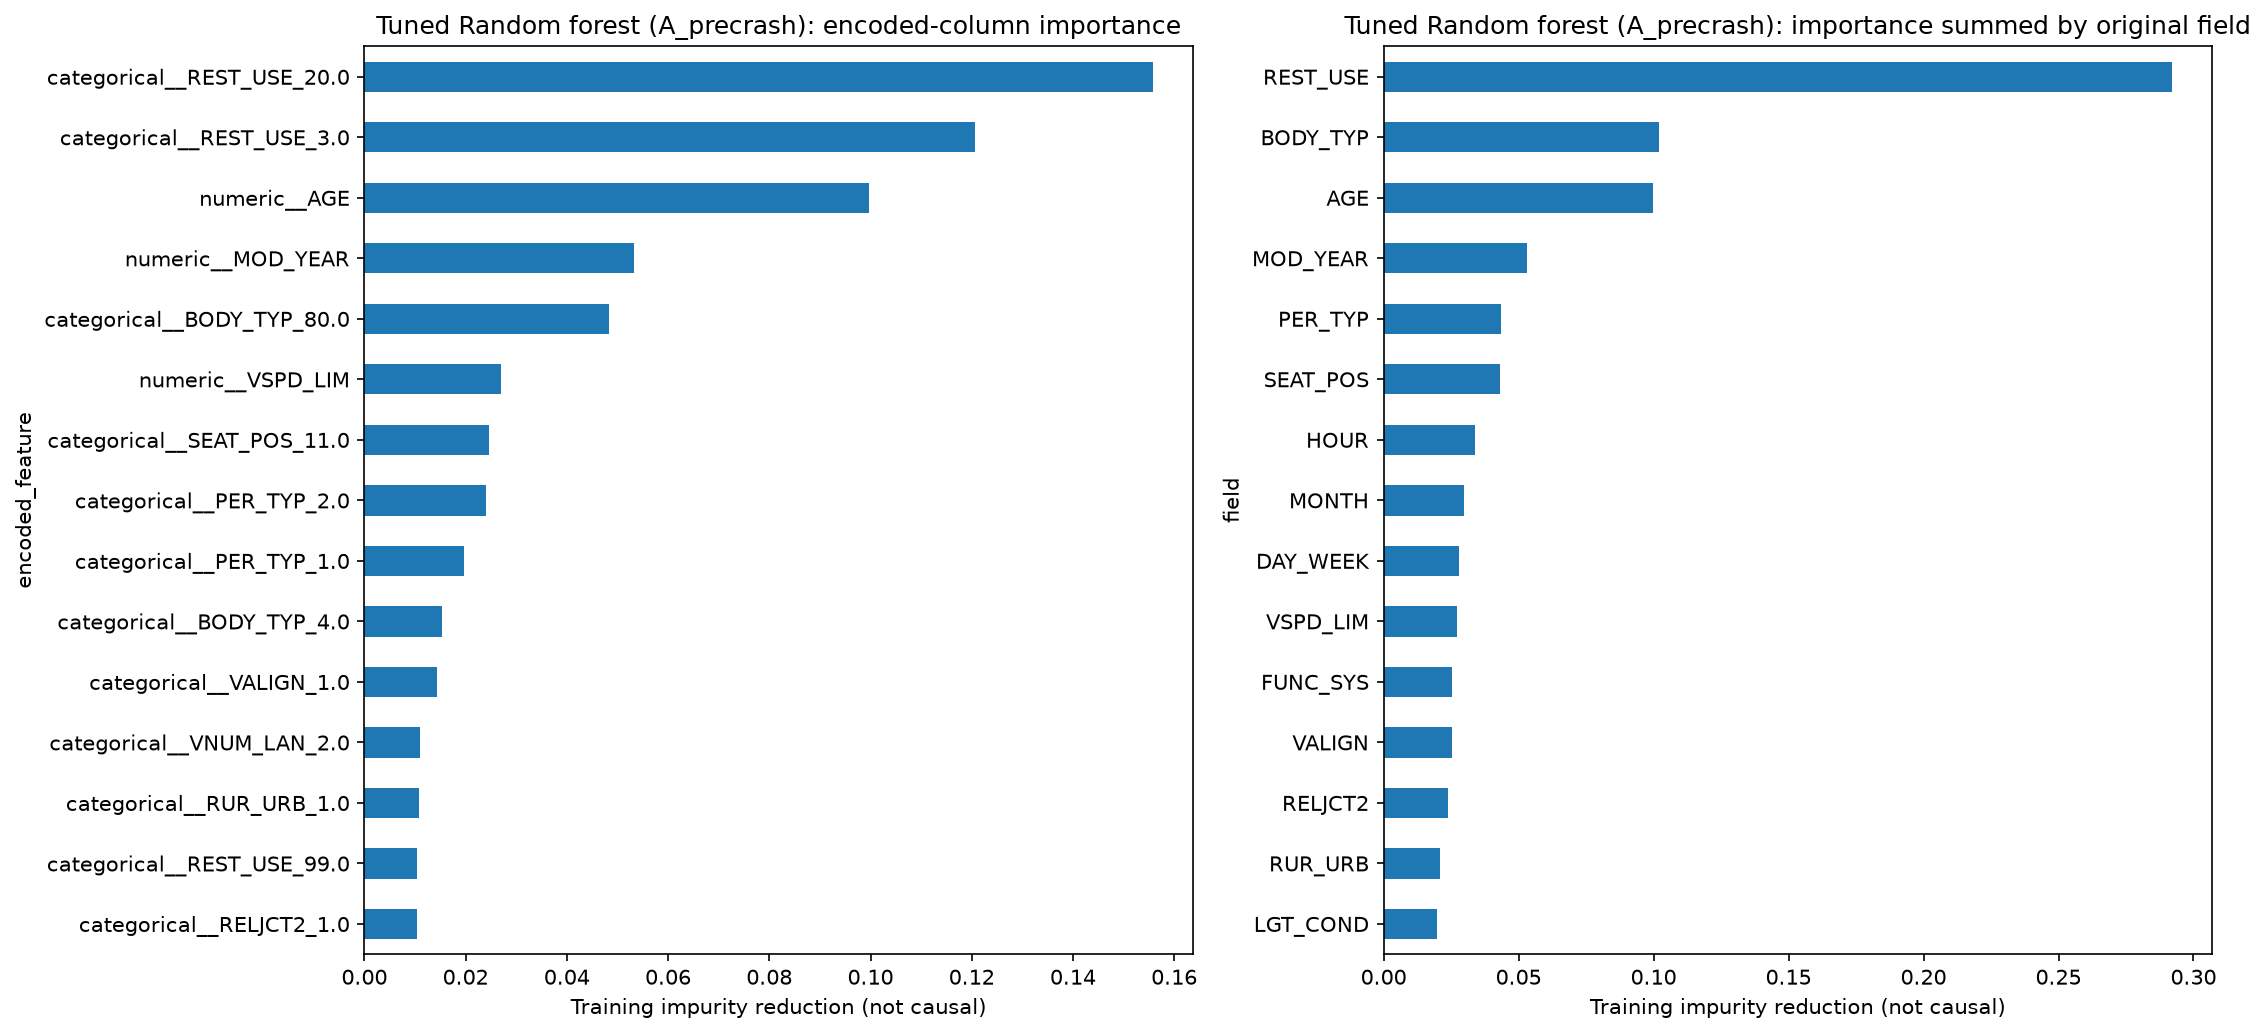 Tuned Random forest (A_precrash): encoded-column importance
encoded_feature
categorical__REST_USE_20.0
categorical__REST_USE_3.0
numeric__AGE
numeric__MOD_YEAR
categorical__BODY_TYP_80.0
numeric__VSPD_LIM
categorical__SEAT_POS_11.0
categorical__PER_TYP_2.0
categorical__PER_TYP_1.0
categorical__BODY_TYP_4.0
categorical__VALIGN_1.0
categorical__VNUM_LAN_2.0
categorical__RUR_URB_1.0
categorical__REST_USE_99.0
categorical__RELJCT2_1.0
0.00 0.02 0.04 0.06 0.08 0.10 0.12 0.14 0.16
Training impurity reduction (not causal)
Tuned Random forest (A_precrash): importance summed by original field
field
REST_USE
BODY_TYP
AGE
MOD_YEAR
PER_TYP
SEAT_POS
HOUR
MONTH
DAY_WEEK
VSPD_LIM
FUNC_SYS
VALIGN
RELJCT2
RUR_URB
LGT_COND
0.00 0.05 0.10 0.15 0.20 0.25 0.30
Training impurity reduction (not causal)